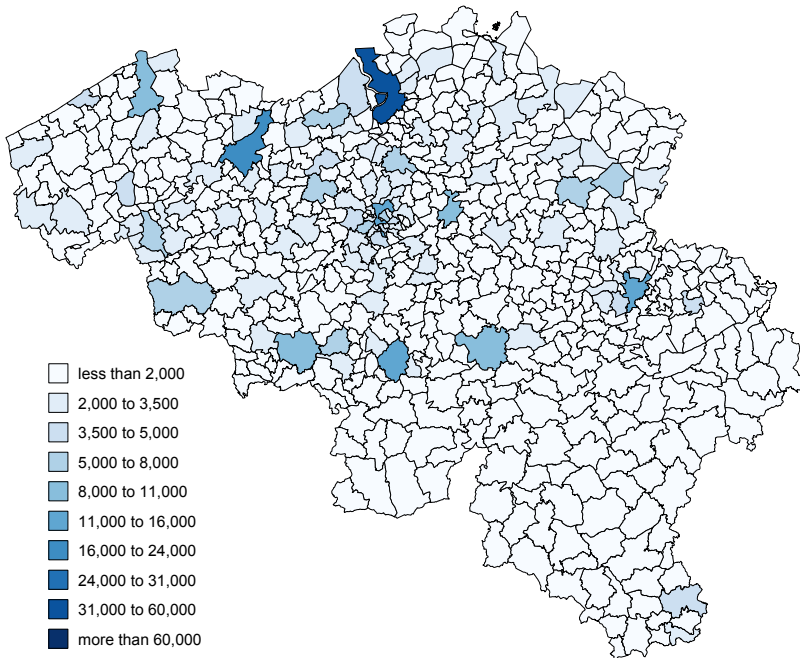 less than 2,000
2,000 to 3,500
3,500 to 5,000
5,000 to 8,000
8,000 to 11,000
11,000 to 16,000
16,000 to 24,000
24,000 to 31,000
31,000 to 60,000
more than 60,000